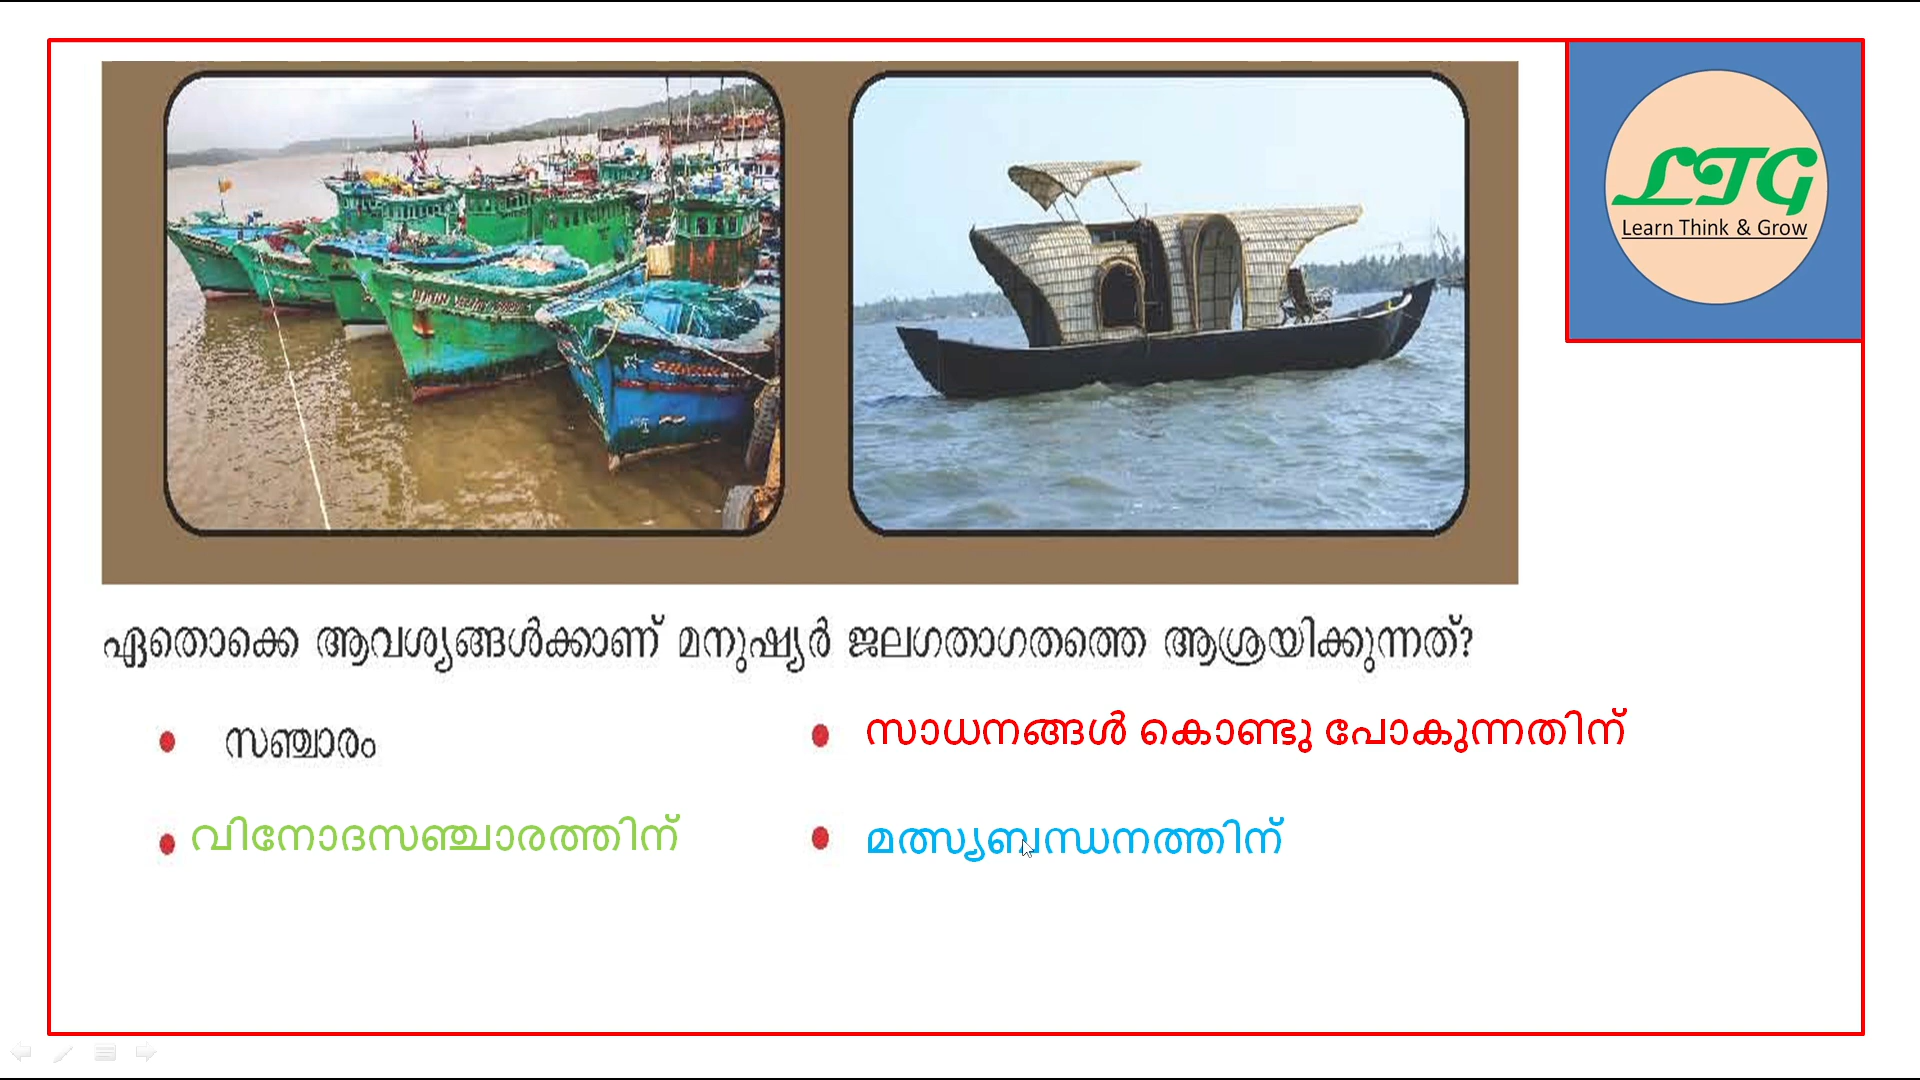 LTG
Learn Think & Grow
ഏതൊക്കെ ആവശ്യങ്ങൾക്കാണ് മനുഷ്യർ ജലഗതാഗതത്തെ ആശ്രയിക്കുന്നത്?
സഞ്ചാരം
സാധനങ്ങൾ കൊണ്ടു പോകുന്നതിന്
വിനോദസഞ്ചാരത്തിന്
മത്സ്യബന്ധനത്തിന്